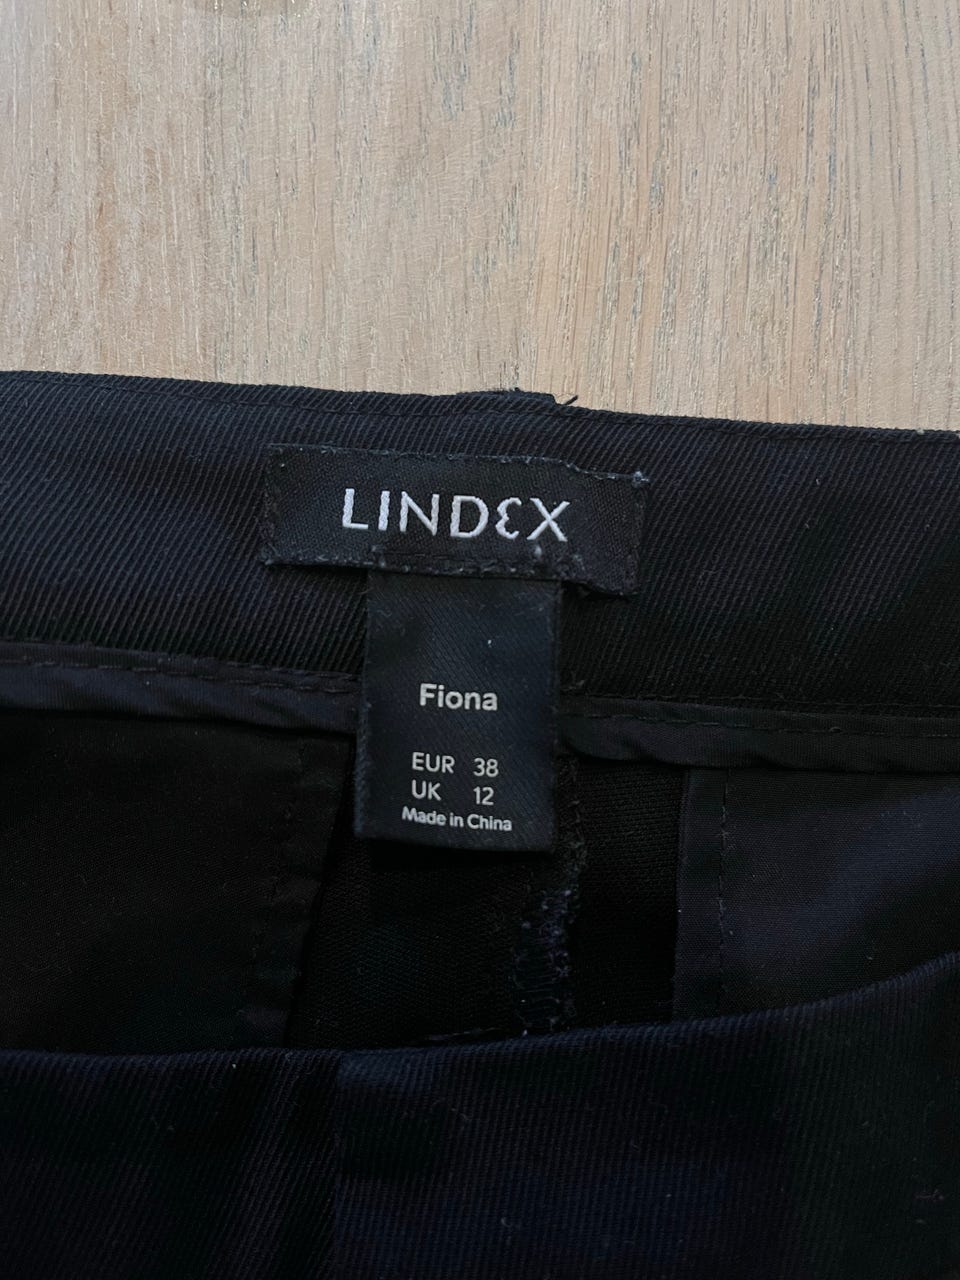 LINDEX
Fiona
EUR 38
UK 12
Made in China